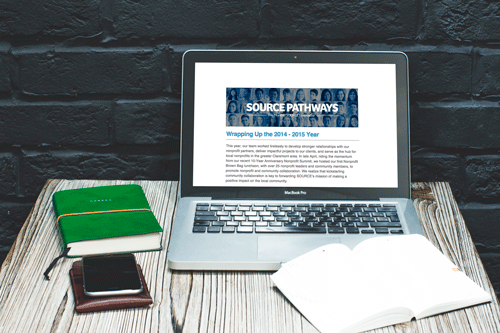 SOURCE PATHWAYS
Wrapping Up the 2014 - 2015 Year
This year, our team worked tirelessly to develop stronger relationships with our
nonprofit partners, deliver impactful projects to our clients, and serve as the hub for
local nonprofits in the greater Claremont area. In late April, riding the momentum
from our recent 10-Year Anniversary Nonprofit Summit, we hosted our first Nonprofit
Brown Bag luncheon, with over 35 nonprofit leaders and community members, to
promote nonprofit and community collaboration. We realize that kickstarting
community collaboration is key to forwarding SOURCE's mission of making a
positive impact on the local community.
MacBook Pro